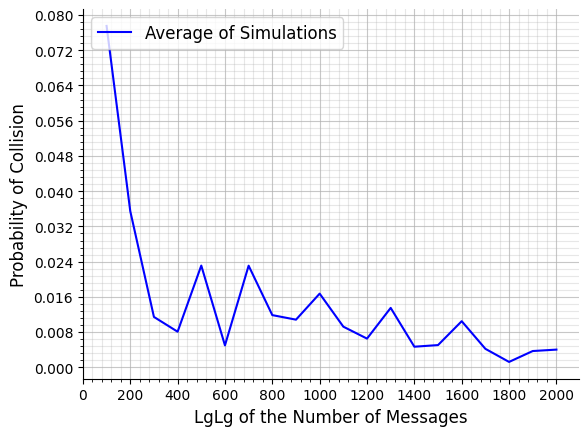 Average of Simulations
Probability of Collision
0.080
0.072
0.064
0.056
0.048
0.040
0.032
0.024
0.016
0.008
0.000
0 200 400 600 800 1000 1200 1400 1600 1800 2000
LgLg of the Number of Messages